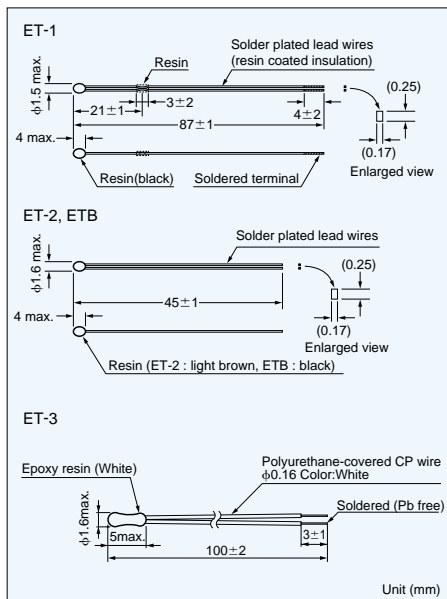 ET-1
Resin
Solder plated lead wires
(resin coated insulation)
ϕ1.5 max.
3±2
21±1
4±2
(0.25)
87±1
4 max.
(0.17)
Enlarged view
Resin(black)
Soldered terminal
ET-2, ETB
Solder plated lead wires
ϕ1.6 max.
(0.25)
45±1
4 max.
(0.17)
Enlarged view
Resin (ET-2 : light brown, ETB : black)
ET-3
Epoxy resin (White)
Polyurethane-covered CP wire
ϕ0.16 Color:White
Soldered (Pb free)
ϕ1.6max.
5max.
3±1
100±2
Unit (mm)